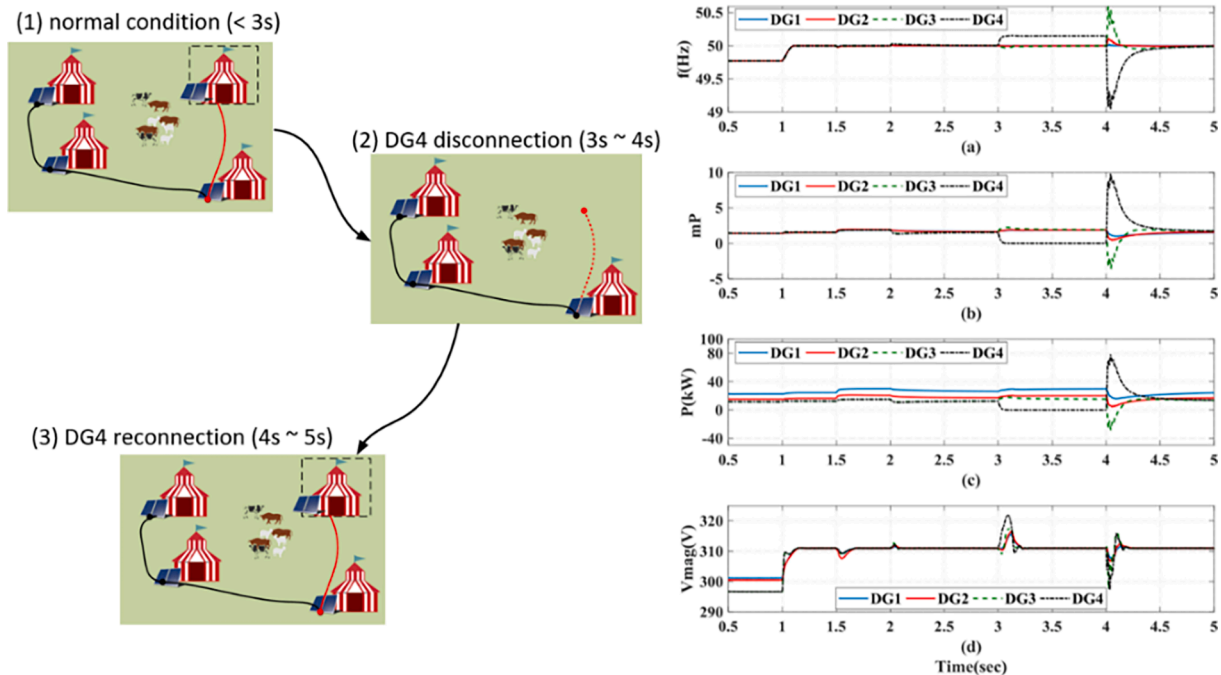 (1) normal condition (< 3s)
(2) DG4 disconnection (3s ~ 4s)
(3) DG4 reconnection (4s ~ 5s)
50.5
50
49.5
49
f(Hz)
DG1 DG2 DG3 DG4
0.5 1 1.5 2 2.5 3 3.5 4 4.5 5
(a)
10
5
0
-5
mP
DG1 DG2 DG3 DG4
0.5 1 1.5 2 2.5 3 3.5 4 4.5 5
(b)
100
80
40
0
-40
P(kW)
DG1 DG2 DG3 DG4
0.5 1 1.5 2 2.5 3 3.5 4 4.5 5
(c)
320
310
300
290
Vmag(V)
DG1 DG2 DG3 DG4
0.5 1 1.5 2 2.5 3 3.5 4 4.5 5
(d)
Time(sec)